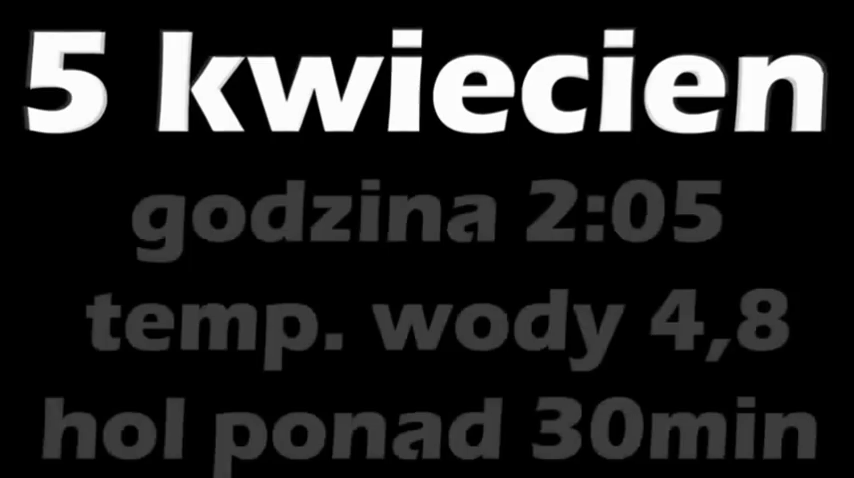 5 kwiecien
godzina 2:05
temp. wody 4,8
hol ponad 30min